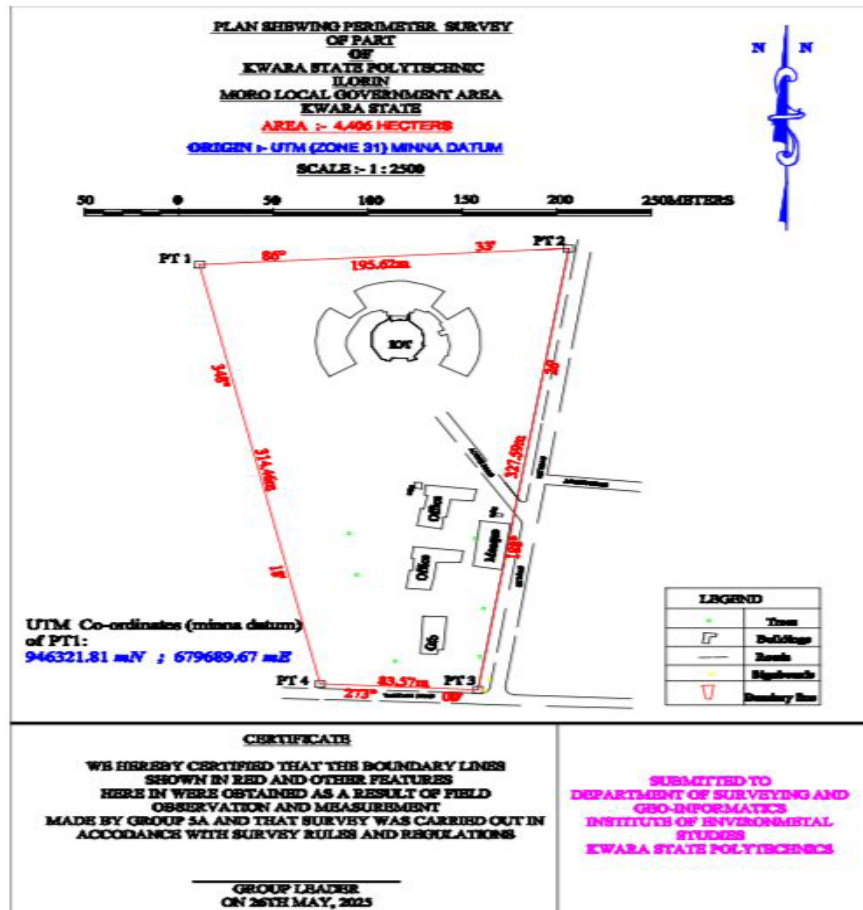 PLAN SHEWING PERIMETER SURVEY
OF PART
OF
KWARA STATE POLYTECHNIC
ILORIN
MORO LOCAL GOVERNMENT AREA
KWARA STATE
AREA :- 4.406 HECTERS
ORIGIN :- UTM (ZONE 31) MINNA DATUM
SCALE :- 1 : 2500
N N
50 0 50 100 150 200 250METERS
PT 1
86°
195.62m
33'
PT 2
IOT
348°
314.46m
18'
26'
327.59m
188°
Office
Office
Mosque
UTM Co-ordinates (minna datum)
of PT1:
946321.81 mN ; 679689.67 mE
PT 4
83.57m
PT 3
273°
LEGEND
Trees
Buildings
Roads
Signboards
Boundary line
CERTIFICATE
WE HEREBY CERTIFIED THAT THE BOUNDARY LINES
SHOWN IN RED AND OTHER FEATURES
HERE IN WERE OBTAINED AS A RESULT OF FIELD
OBSERVATION AND MEASUREMENT
MADE BY GROUP 5A AND THAT SURVEY WAS CARRIED OUT IN
ACCODANCE WITH SURVEY RULES AND REGULATIONS
GROUP LEADER
ON 26TH MAY, 2025
SUBMITTED TO
DEPARTMENT OF SURVEYING AND
GEO-INFORMATICS
INSTITUTE OF ENVIRONMETAL
STUDIES
KWARA STATE POLYTECHNICS